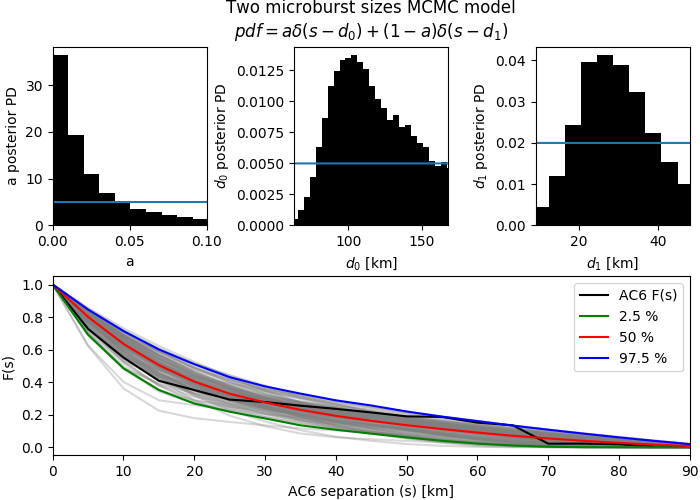 Two microburst sizes MCMC model
pdf = aδ(s − d₀) + (1 − a)δ(s − d₁)
a posterior PD
30
20
10
0
0.00 0.05 0.10
a
d₀ posterior PD
0.0125
0.0100
0.0075
0.0050
0.0025
0.0000
100 150
d₀ [km]
d₁ posterior PD
0.04
0.03
0.02
0.01
0.00
20 40
d₁ [km]
F(s)
1.0
0.8
0.6
0.4
0.2
0.0
AC6 F(s)
2.5 %
50 %
97.5 %
0 10 20 30 40 50 60 70 80 90
AC6 separation (s) [km]